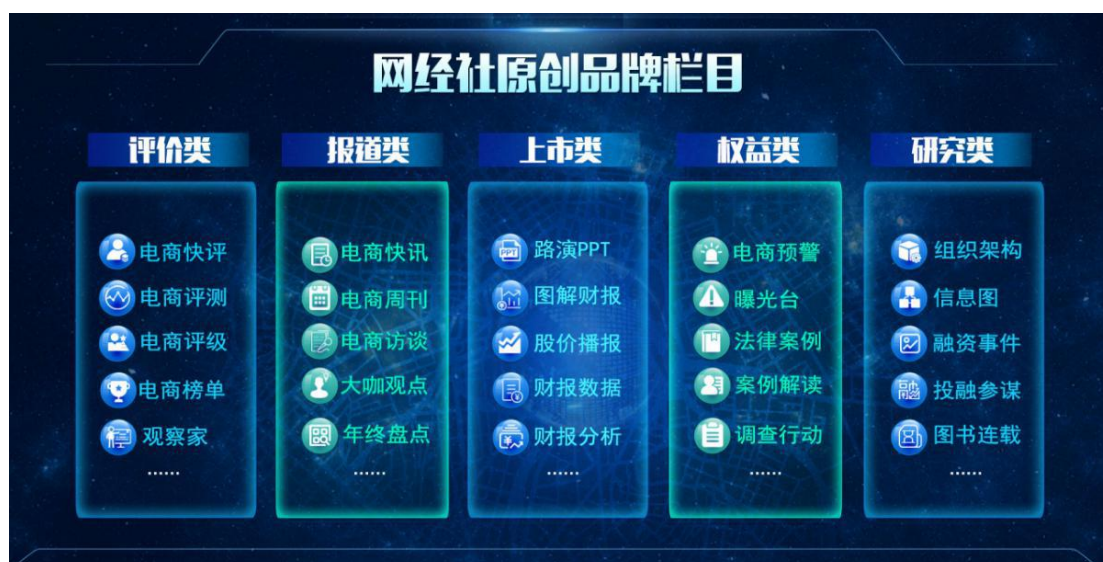 网经社原创品牌栏目
评价类
电商快评
电商评测
电商评级
电商榜单
观察家
......
报道类
电商快讯
电商周刊
电商访谈
大咖观点
年终盘点
......
上市类
PPT
路演PPT
图解财报
股价播报
财报数据
财报分析
......
权益类
电商预警
曝光台
法律案例
案例解读
调查行动
......
研究类
组织架构
信息图
融资事件
融
投融参谋
图书连载
......